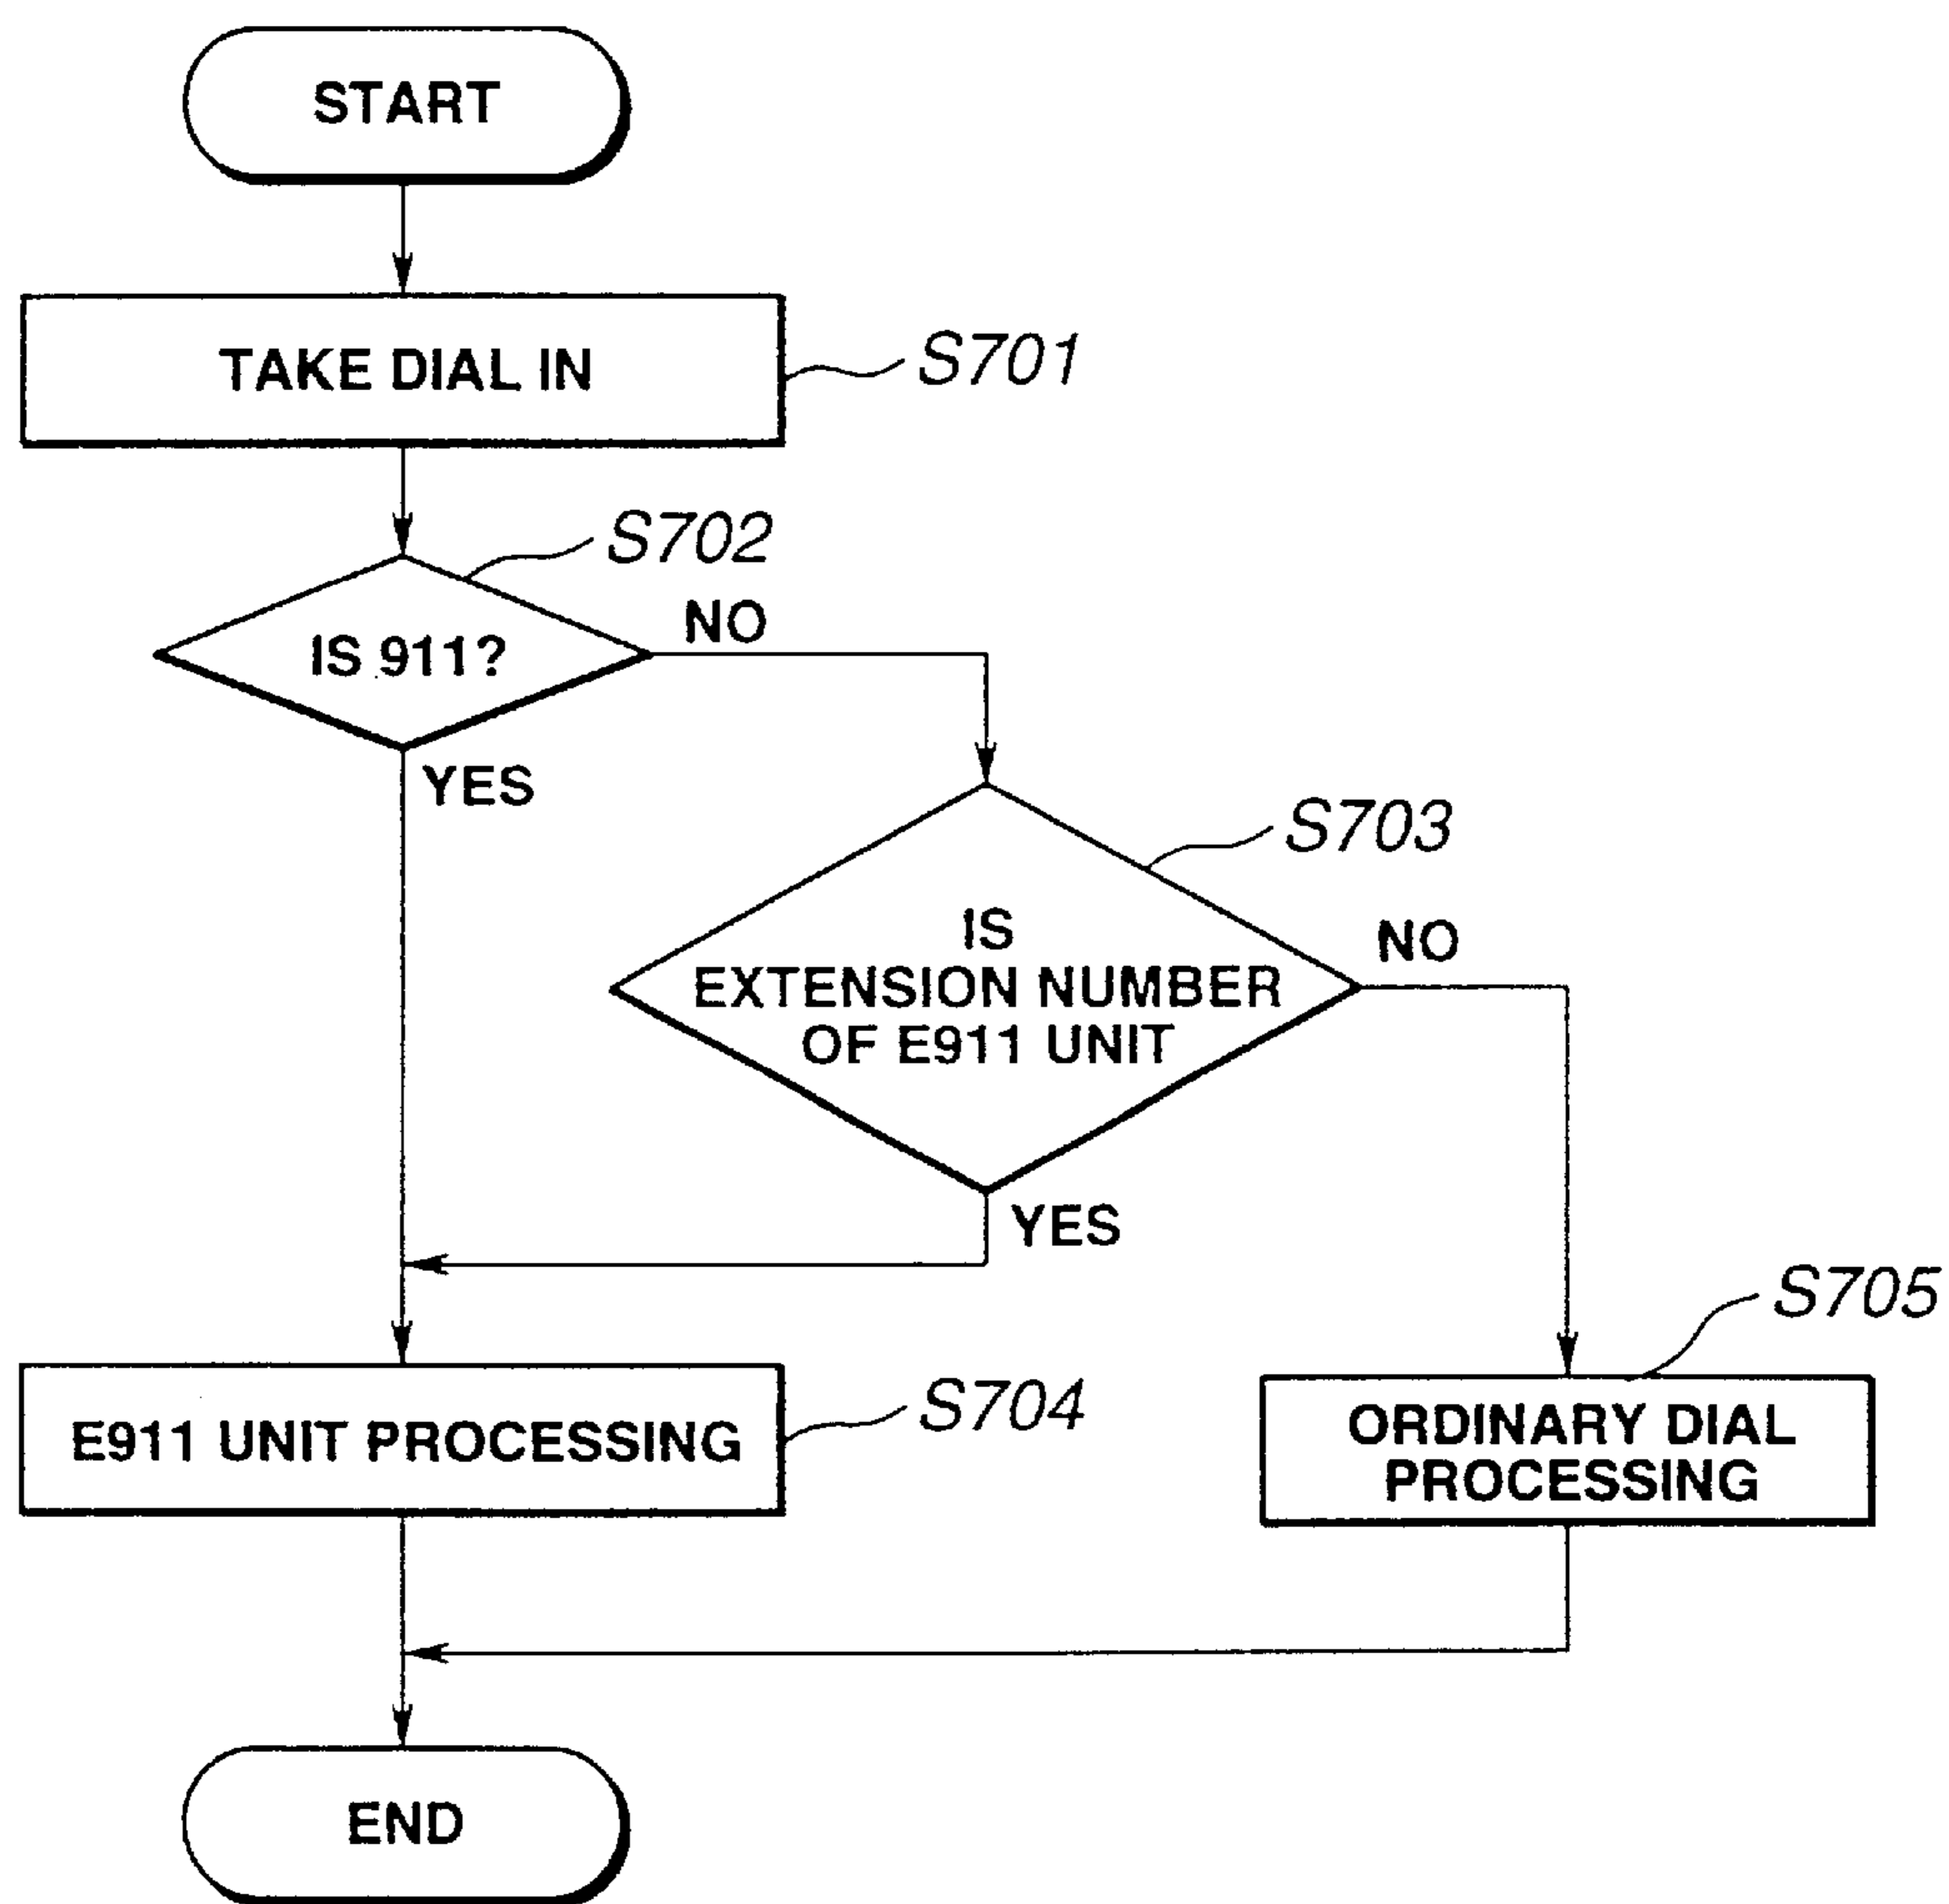 START
TAKE DIAL IN
S701
S702
IS 911?
NO
YES
S703
IS
EXTENSION NUMBER
OF E911 UNIT
NO
YES
S705
E911 UNIT PROCESSING
S704
ORDINARY DIAL
PROCESSING
END